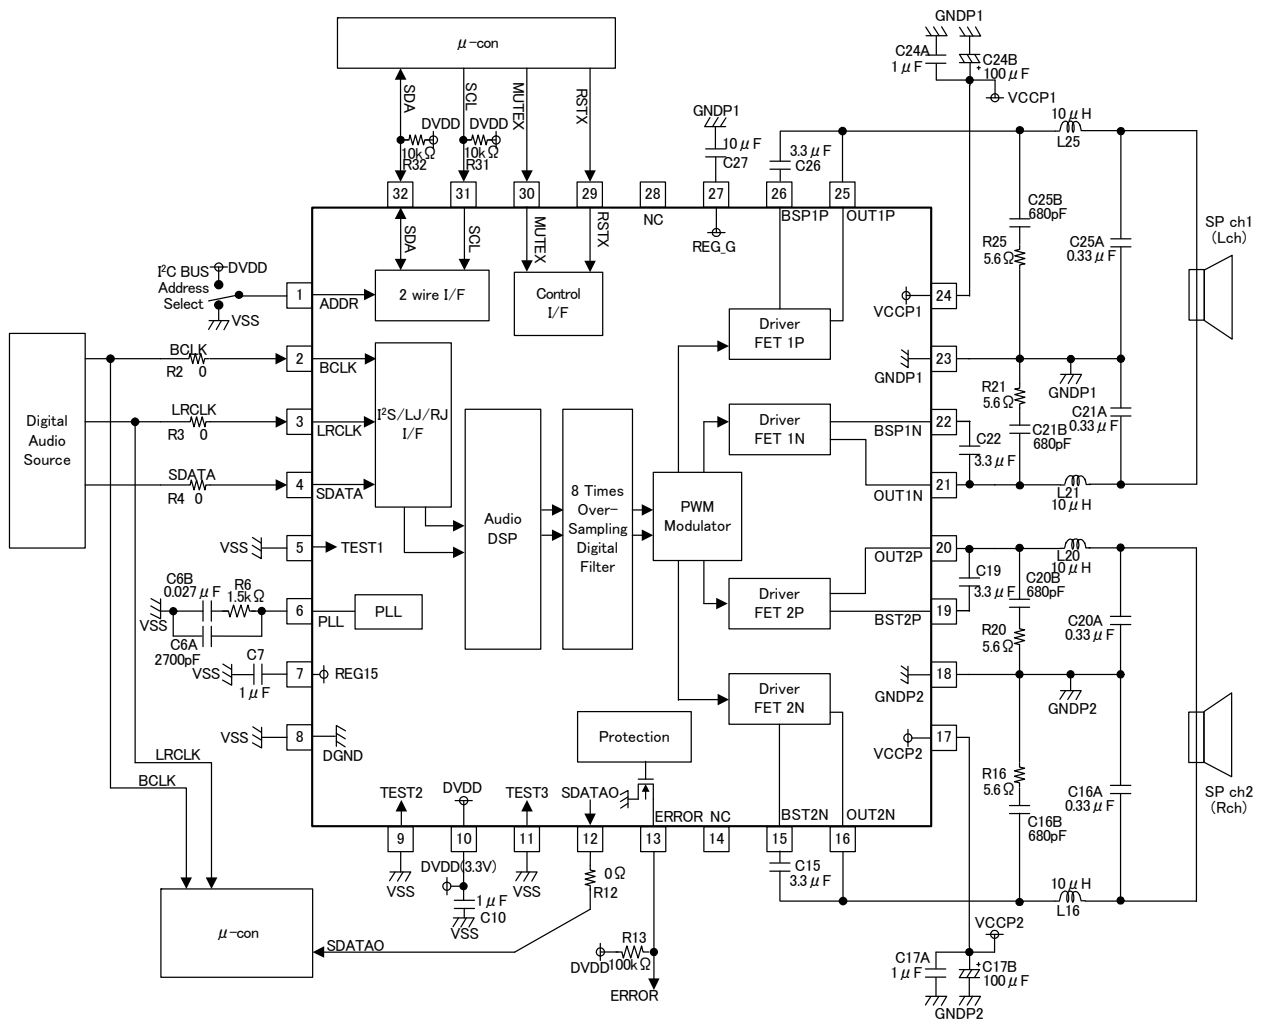 μ-con
GNDP1
C24A
1μF
C24B
100μF
+
VCCP1
SDA
SCL
MUTEX
RSTX
DVDD
DVDD
10kΩ
R32
10kΩ
R31
GNDP1
10μF
C27
3.3μF
C26
10μH
L25
32
31
30
29
28
27
26
25
SDA
SCL
MUTEX
RSTX
NC
REG_G
BSP1P
OUT1P
C25B
680pF
R25
5.6Ω
C25A
0.33μF
SP ch1
(Lch)
I²C BUS
Address
Select
DVDD
VSS
1
ADDR
2 wire I/F
Control
I/F
Driver
FET 1P
24
VCCP1
Digital
Audio
Source
BCLK
R2 0
2
BCLK
23
GNDP1
GNDP1
LRCLK
R3 0
3
LRCLK
I²S/LJ/RJ
I/F
Driver
FET 1N
22
BSP1N
R21
5.6Ω
C21B
680pF
C21A
0.33μF
C22
3.3μF
SDATA
R4 0
4
SDATA
21
OUT1N
L21
10μH
Audio
DSP
8 Times
Over-
Sampling
Digital
Filter
PWM
Modulator
VSS
5
TEST1
20
OUT2P
L20
10μH
C19
3.3μF
C20B
680pF
C6B
0.027μF
R6
1.5kΩ
VSS
C6A
2700pF
6
PLL
PLL
Driver
FET 2P
19
BST2P
R20
5.6Ω
C20A
0.33μF
VSS
C7
1μF
7
REG15
18
GNDP2
GNDP2
Driver
FET 2N
VSS
8
DGND
Protection
17
VCCP2
LRCLK
BCLK
R16
5.6Ω
C16B
680pF
C16A
0.33μF
SP ch2
(Rch)
TEST2
DVDD
TEST3
SDATAO
ERROR
NC
BST2N
OUT2N
9
10
11
12
13
14
15
16
VSS
DVDD(3.3V)
1μF
C10
VSS
VSS
0Ω
R12
C15
3.3μF
10μH
L16
μ-con
SDATAO
R13
DVDD
100kΩ
ERROR
VCCP2
C17A
1μF
+
C17B
100μF
GNDP2